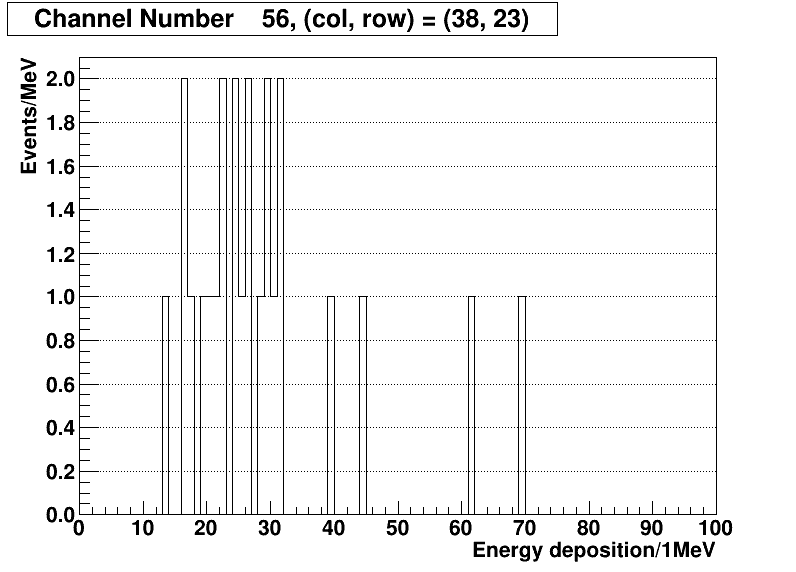 Channel Number 56, (col, row) = (38, 23)
Events/MeV
2.0
1.8
1.6
1.4
1.2
1.0
0.8
0.6
0.4
0.2
0.0
0 10 20 30 40 50 60 70 80 90 100
Energy deposition/1MeV